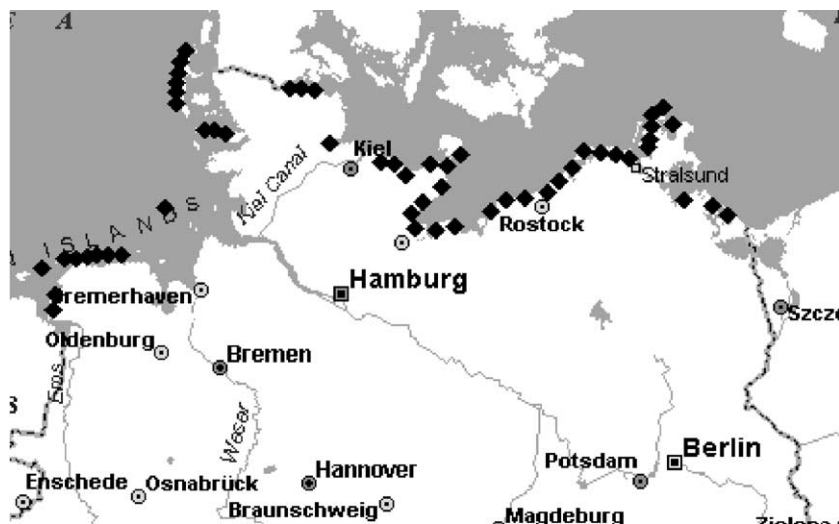 E A
Kiel
Kiel Canal
Stralsund
ISLANDS
Rostock
Hamburg
remerhaven
Oldenburg
Bremen
Szcze
Ems
Weser
Berlin
Potsdam
Hannover
Enschede
Osnabrück
Braunschweig
Magdeburg